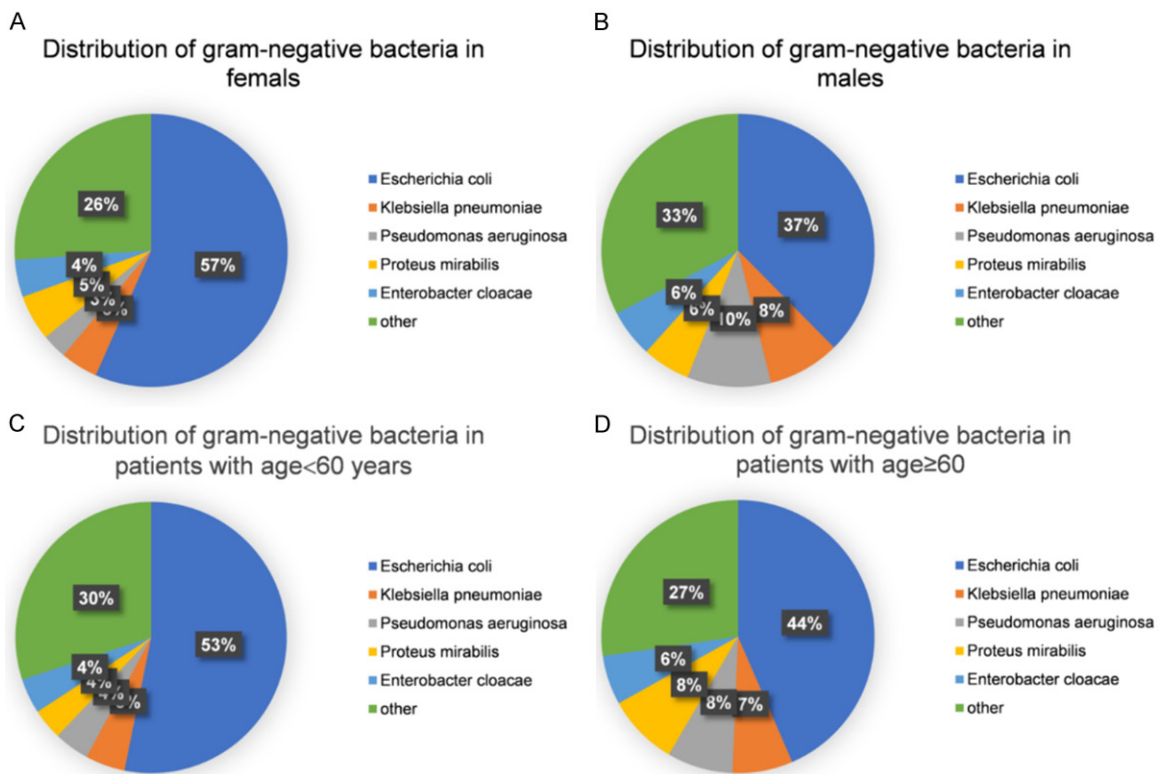 A
Distribution of gram-negative bacteria in
femals
26%
57%
4%
5%
3%
Escherichia coli
Klebsiella pneumoniae
Pseudomonas aeruginosa
Proteus mirabilis
Enterobacter cloacae
other
B
Distribution of gram-negative bacteria in
males
33%
37%
6%
6%
10%
8%
Escherichia coli
Klebsiella pneumoniae
Pseudomonas aeruginosa
Proteus mirabilis
Enterobacter cloacae
other
C
Distribution of gram-negative bacteria in
patients with age<60 years
30%
53%
4%
4%
4%
Escherichia coli
Klebsiella pneumoniae
Pseudomonas aeruginosa
Proteus mirabilis
Enterobacter cloacae
other
D
Distribution of gram-negative bacteria in
patients with age≥60
27%
44%
6%
8%
8%
7%
Escherichia coli
Klebsiella pneumoniae
Pseudomonas aeruginosa
Proteus mirabilis
Enterobacter cloacae
other